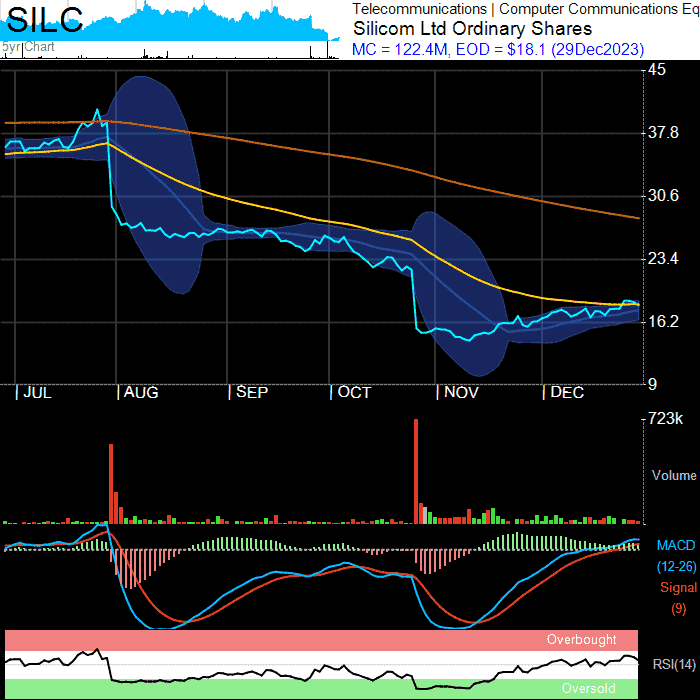 SILC
5yr Chart
Telecommunications | Computer Communications Eq
Silicom Ltd Ordinary Shares
MC = 122.4M, EOD = $18.1 (29Dec2023)
45
37.8
30.6
23.4
16.2
9
JUL
AUG
SEP
OCT
NOV
DEC
723k
Volume
MACD
(12-26)
Signal
(9)
Overbought
RSI(14)
Oversold